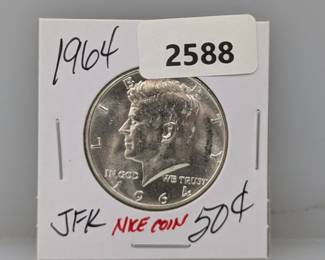 1964
2588
LIBERTY
IN GOD WE TRUST
1964
JFK NICE COIN 50¢